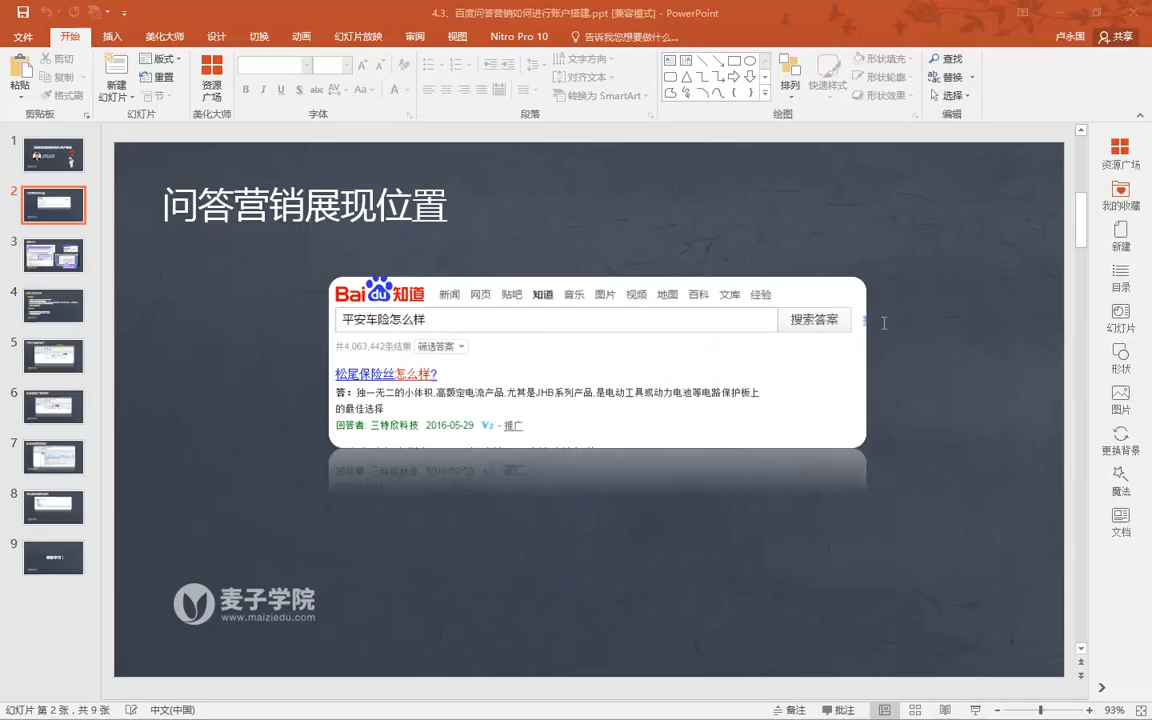 4.3、百度问答营销如何进行账户搭建.ppt [兼容模式] - PowerPoint
文件 开始 插入 美化大师 设计 切换 动画 幻灯片放映 审阅 视图 Nitro Pro 10 告诉我您想要做什么... 卢永国 共享
粘贴 剪切 复制 格式刷
新建 幻灯片 版式 重置 节
资源 广场
B I U S abc AV Aa A
文字方向 对齐文本 转换为 SmartArt
排列 快速样式 形状填充 形状轮廓 形状效果
查找 替换 选择
剪贴板 幻灯片 美化大师 字体 段落 绘图 编辑
1
2
3
4
5
6
7
8
9
问答营销展现位置
Bai du 知道 新闻 网页 贴吧 知道 音乐 图片 视频 地图 百科 文库 经验
平安车险怎么样 搜索答案
共4,063,442条结果 筛选答案
松尾保险丝怎么样?
答：独一无二的小体积,高额定电流产品,尤其是JHB系列产品,是电动工具或动力电池等电路保护板上
的最佳选择
回答者: 三特欣科技 2016-05-29 V2 - 推广
麦子学院
www.maiziedu.com
资源广场
我的收藏
新建
目录
幻灯片
形状
图片
更换背景
魔法
文档
幻灯片 第 2 张，共 9 张 中文(中国) 备注 批注 93%